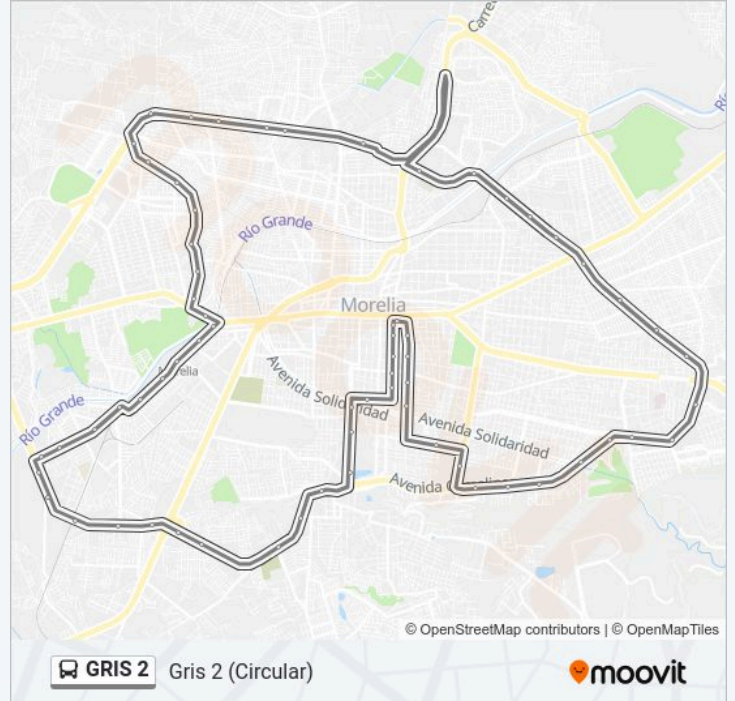 Carre
Río
Río Grande
Morelia
Morelia
Avenida Solidaridad
Río Grande
Avenida Solidaridad
Avenida
© OpenStreetMap contributors | © OpenMapTiles
GRIS 2
Gris 2 (Circular)
moovit